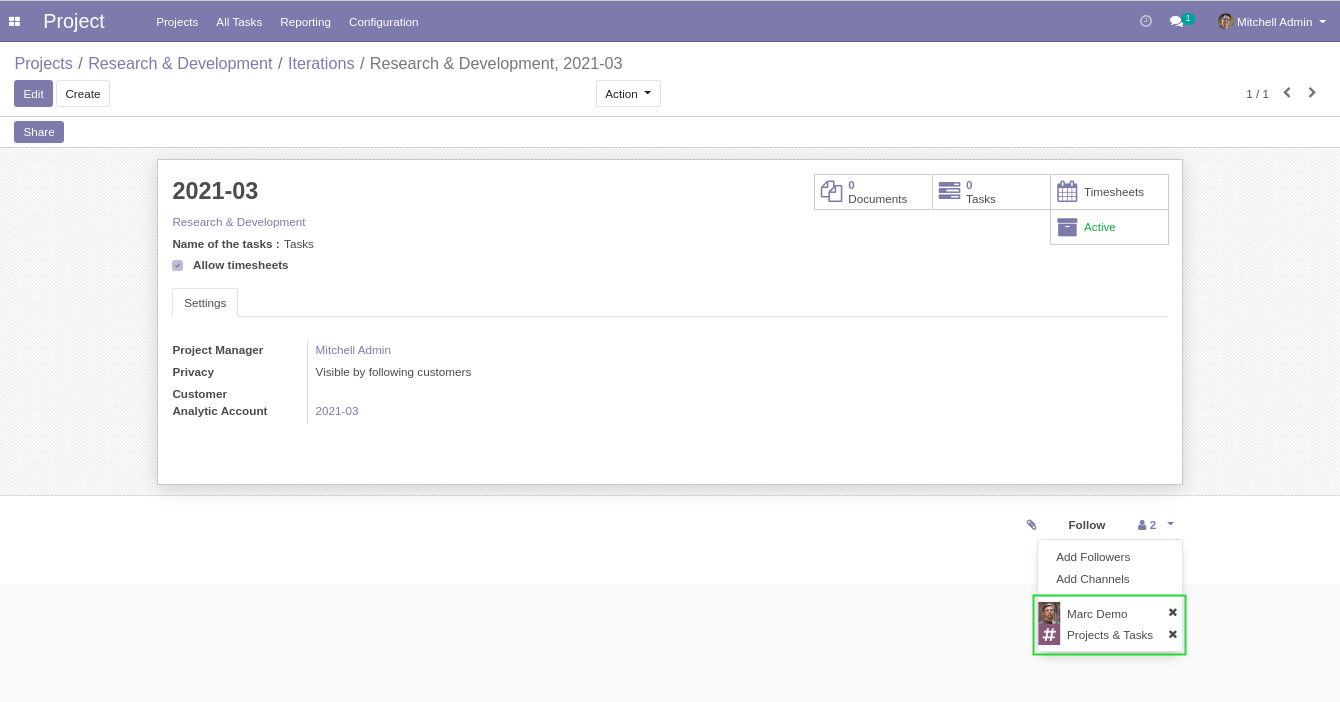 Project Projects All Tasks Reporting Configuration 1 Mitchell Admin
Projects / Research & Development / Iterations / Research & Development, 2021-03
Edit Create Action 1 / 1
Share
2021-03
0 Documents
0 Tasks
Timesheets
Active
Research & Development
Name of the tasks : Tasks
Allow timesheets
Settings
Project Manager Mitchell Admin
Privacy Visible by following customers
Customer
Analytic Account 2021-03
Follow 2
Add Followers
Add Channels
Marc Demo
# Projects & Tasks